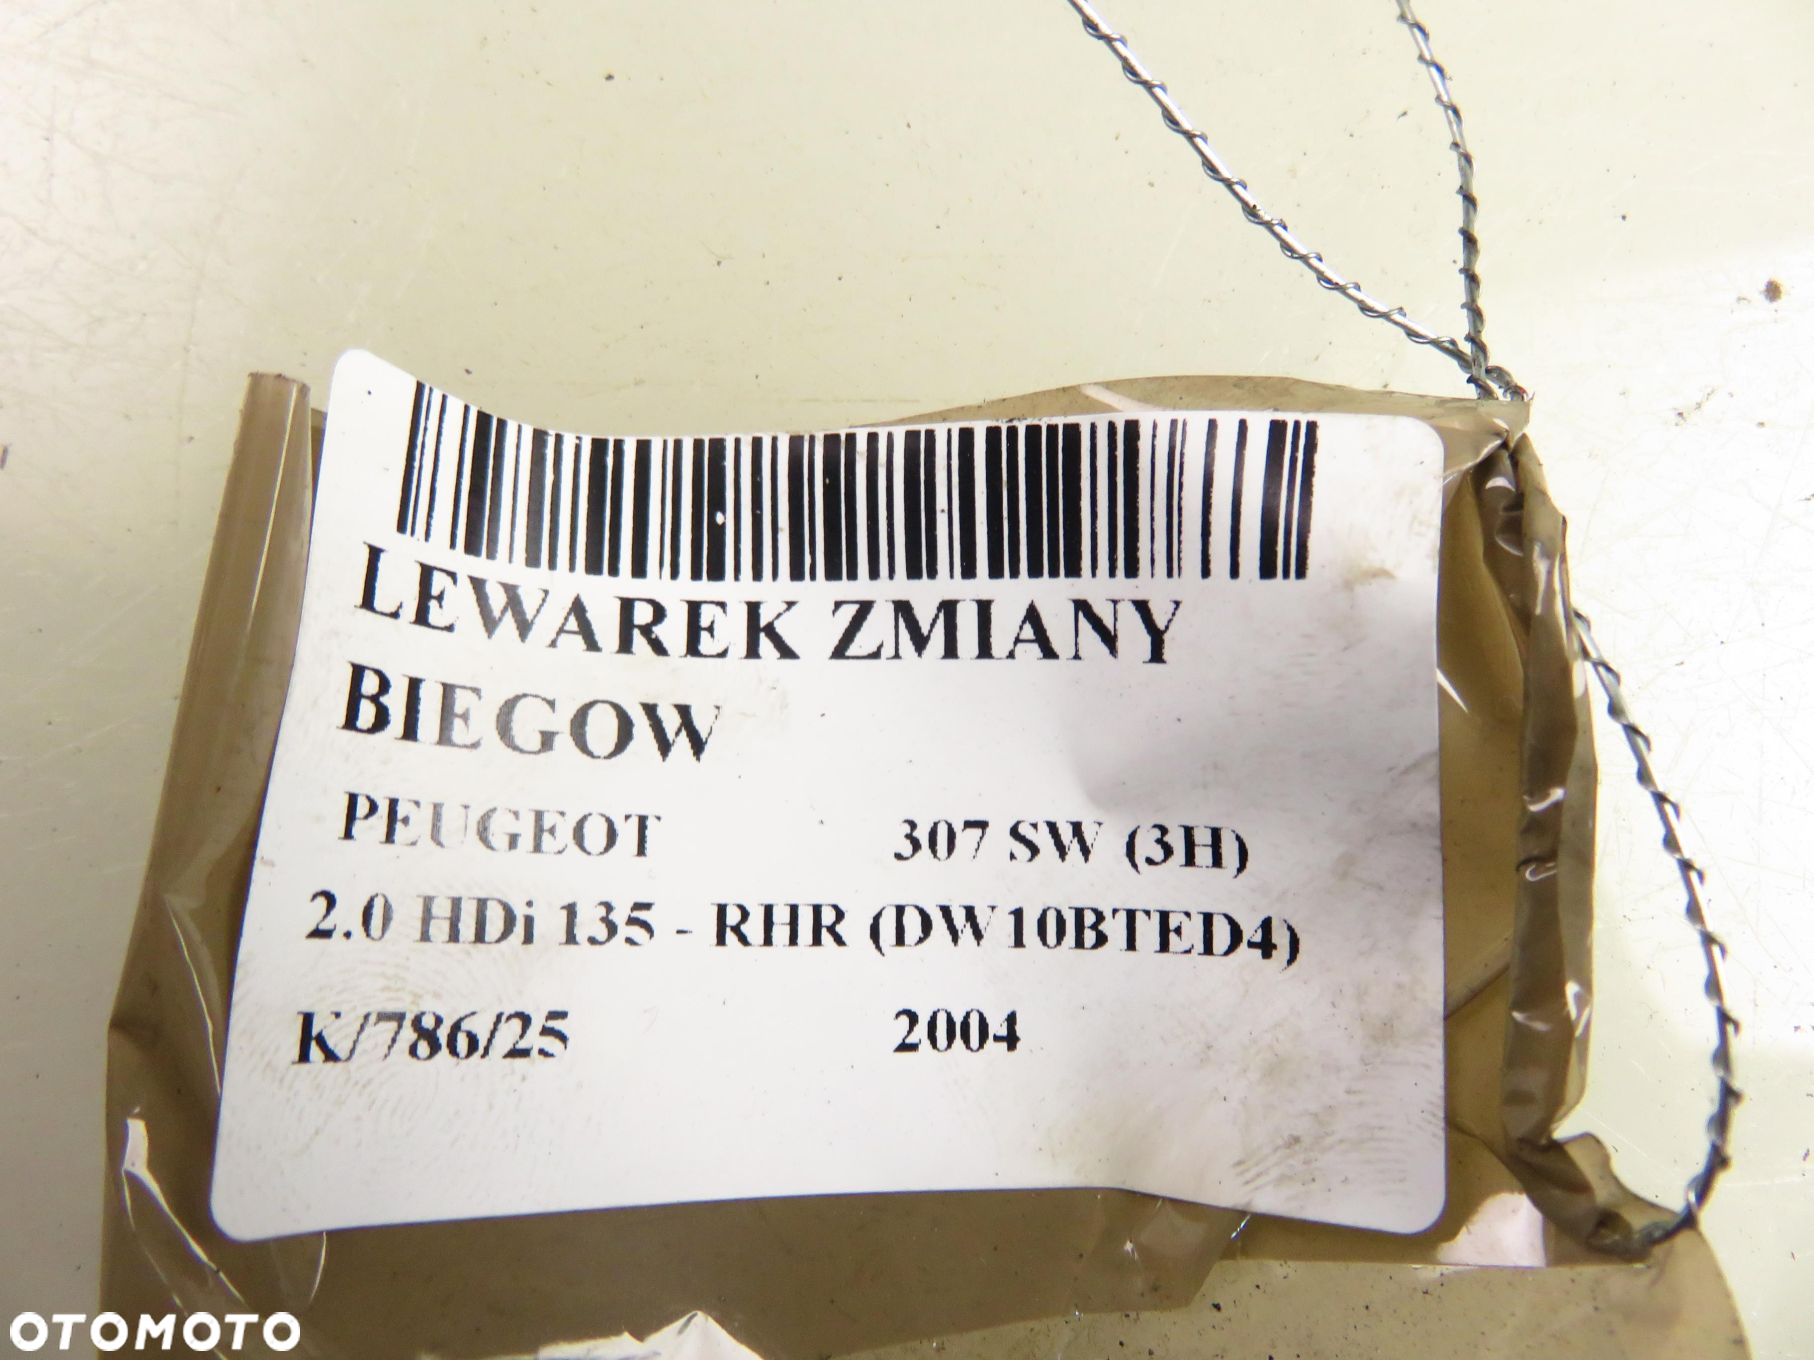 LEWAREK ZMIANY
BIEGOW
PEUGEOT 307 SW (3H)
2.0 HDi 135 - RHR (DW10BTED4)
K/786/25 2004
OTOMOTO